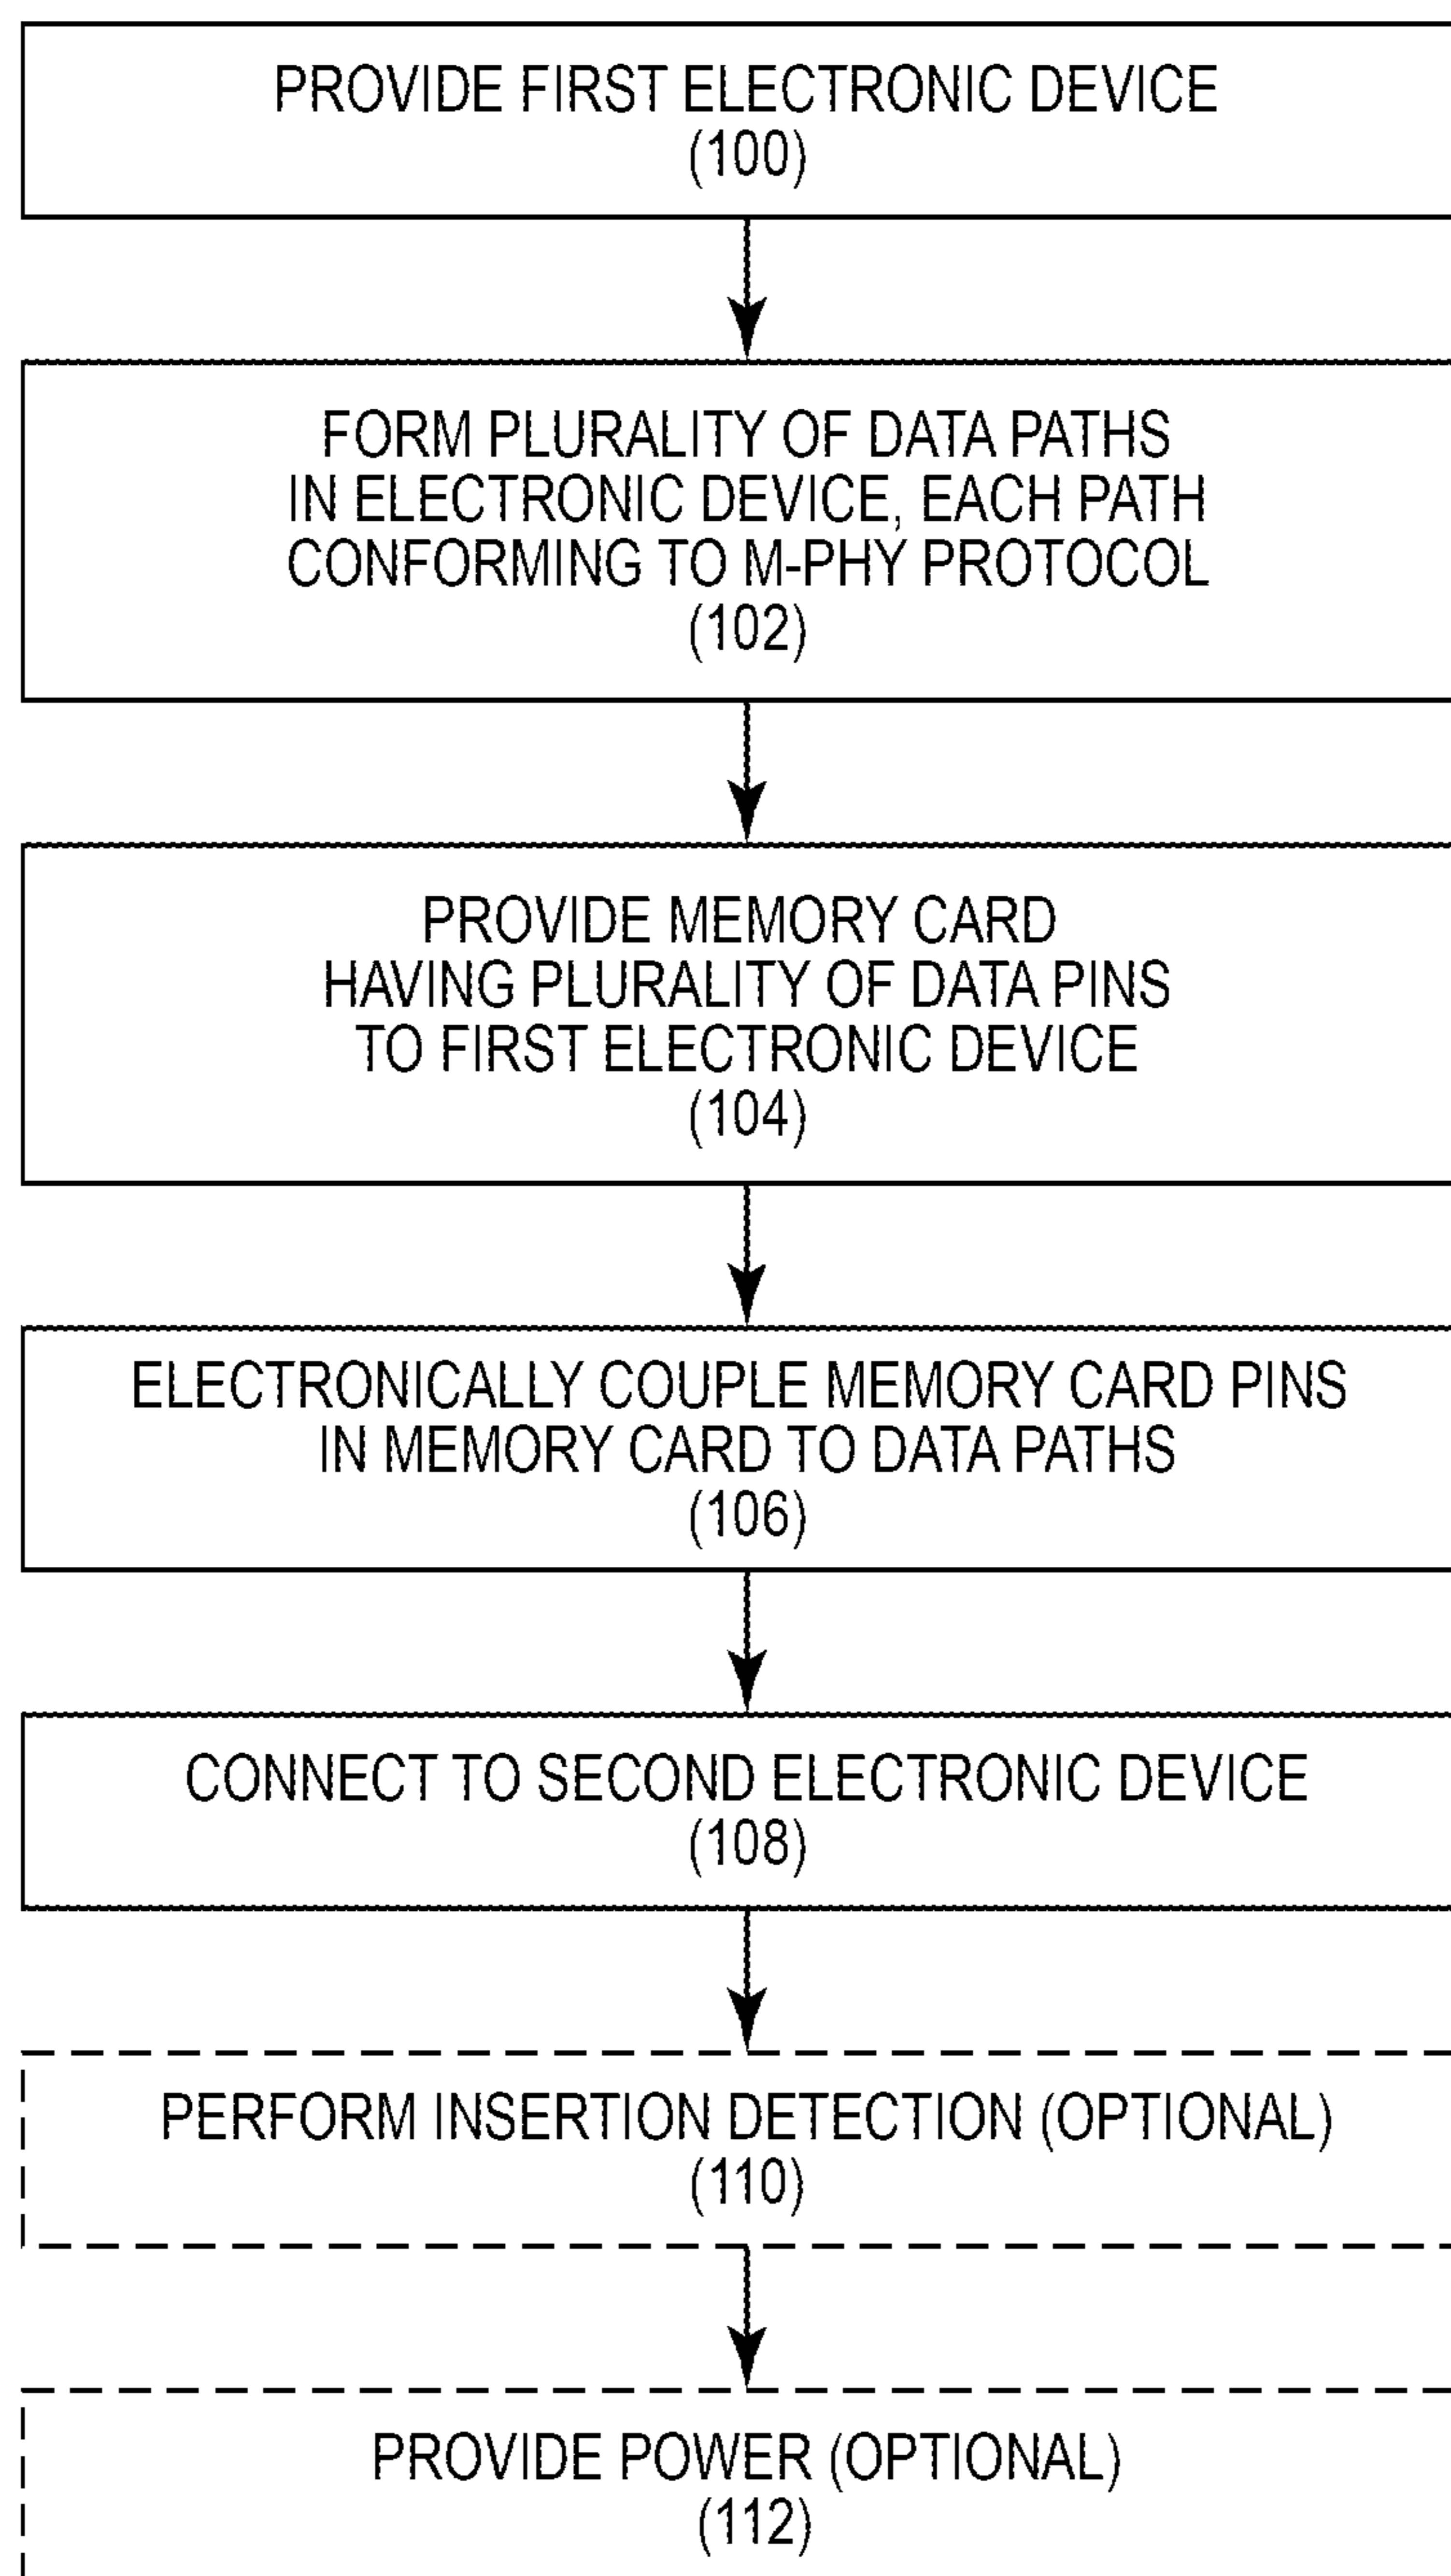 PROVIDE FIRST ELECTRONIC DEVICE
(100)
FORM PLURALITY OF DATA PATHS
IN ELECTRONIC DEVICE, EACH PATH
CONFORMING TO M-PHY PROTOCOL
(102)
PROVIDE MEMORY CARD
HAVING PLURALITY OF DATA PINS
TO FIRST ELECTRONIC DEVICE
(104)
ELECTRONICALLY COUPLE MEMORY CARD PINS
IN MEMORY CARD TO DATA PATHS
(106)
CONNECT TO SECOND ELECTRONIC DEVICE
(108)
PERFORM INSERTION DETECTION (OPTIONAL)
(110)
PROVIDE POWER (OPTIONAL)
(112)